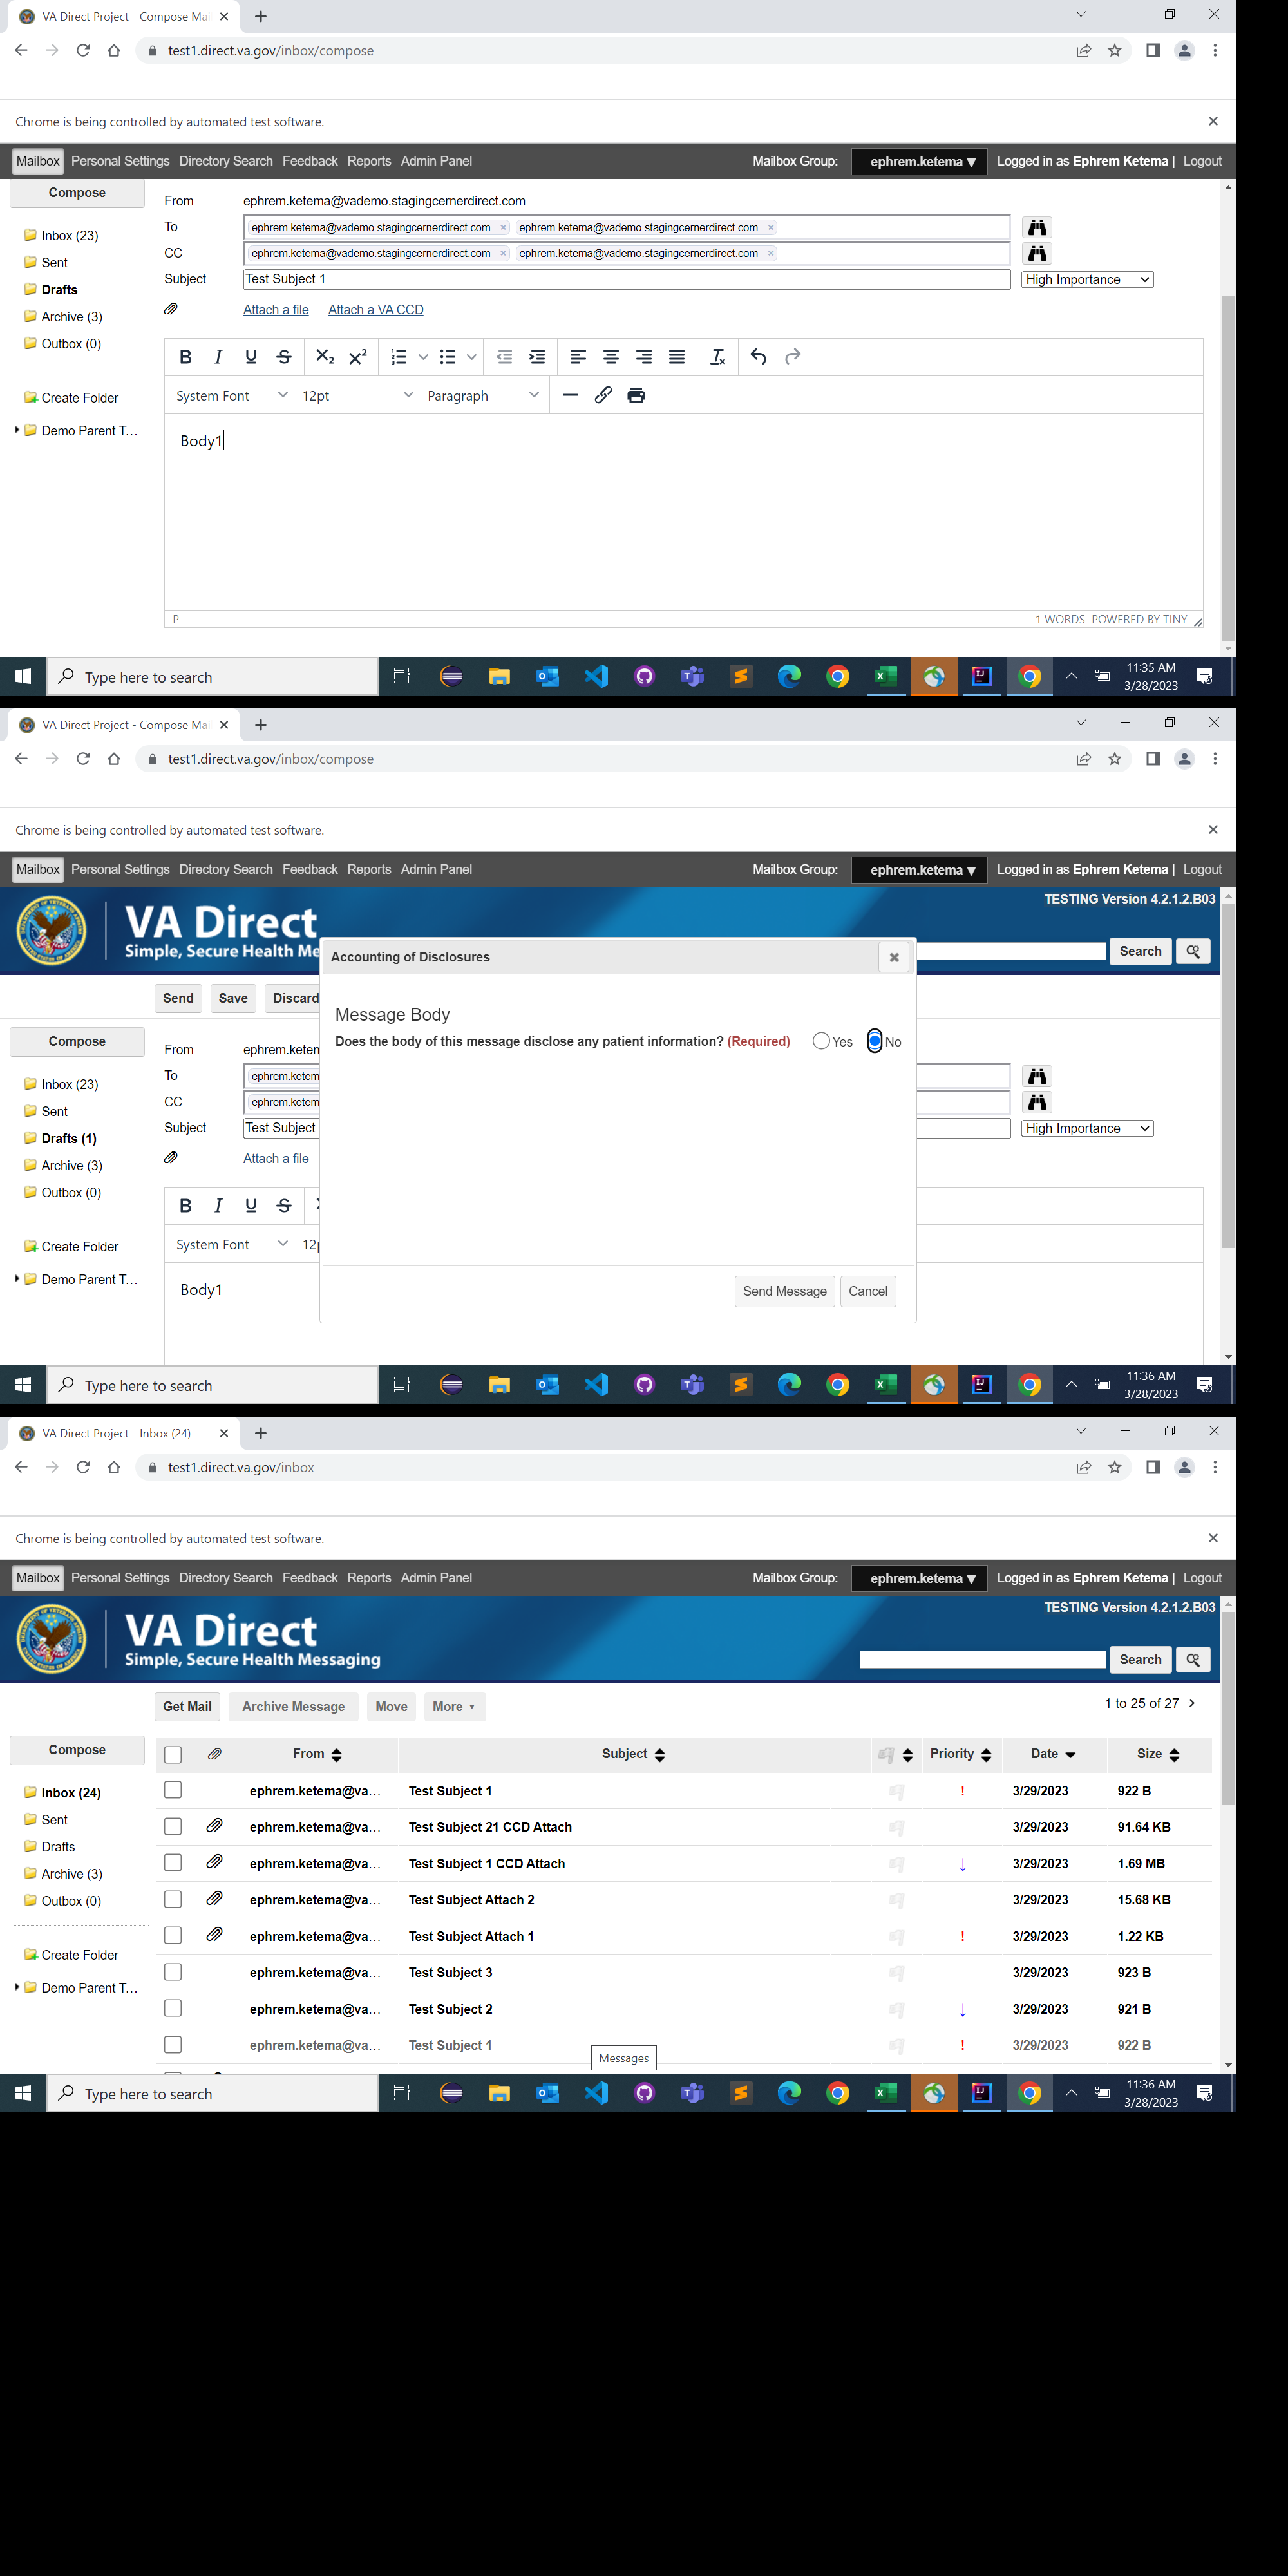 VA Direct Project - Compose Ma
test1.direct.va.gov/inbox/compose
Chrome is being controlled by automated test software.
Mailbox Personal Settings Directory Search Feedback Reports Admin Panel Mailbox Group: ephrem.ketema ▼ Logged in as Ephrem Ketema | Logout
Compose
From ephrem.ketema@vademo.stagingcernerdirect.com
To ephrem.ketema@vademo.stagingcernerdirect.com × ephrem.ketema@vademo.stagingcernerdirect.com ×
Inbox (23)
CC ephrem.ketema@vademo.stagingcernerdirect.com × ephrem.ketema@vademo.stagingcernerdirect.com ×
Sent
Subject Test Subject 1 High Importance
Drafts
Attach a file Attach a VA CCD
Archive (3)
Outbox (0)
B I U S X₂ X²
System Font 12pt Paragraph
Create Folder
Demo Parent T...
Body1
P 1 WORDS POWERED BY TINY
Type here to search
11:35 AM
3/28/2023
VA Direct Project - Compose Ma
test1.direct.va.gov/inbox/compose
Chrome is being controlled by automated test software.
Mailbox Personal Settings Directory Search Feedback Reports Admin Panel Mailbox Group: ephrem.ketema ▼ Logged in as Ephrem Ketema | Logout
TESTING Version 4.2.1.2.B03
VA Direct
Simple, Secure Health Me
Search
Accounting of Disclosures
Send Save Discard
Message Body
Does the body of this message disclose any patient information? (Required) Yes No
Compose
From ephrem.keten
To ephrem.ketem
Inbox (23)
CC ephrem.ketem
Sent
Subject Test Subject High Importance
Drafts (1)
Attach a file
Archive (3)
Outbox (0)
B I U S
System Font 12p
Create Folder
Demo Parent T...
Body1
Send Message Cancel
Type here to search
11:36 AM
3/28/2023
VA Direct Project - Inbox (24)
test1.direct.va.gov/inbox
Chrome is being controlled by automated test software.
Mailbox Personal Settings Directory Search Feedback Reports Admin Panel Mailbox Group: ephrem.ketema ▼ Logged in as Ephrem Ketema | Logout
TESTING Version 4.2.1.2.B03
VA Direct
Simple, Secure Health Messaging
Search
Get Mail Archive Message Move More 1 to 25 of 27
Compose
Inbox (24)
Sent
Drafts
Archive (3)
Outbox (0)
Create Folder
Demo Parent T...
From Subject Priority Date Size
ephrem.ketema@va... Test Subject 1 ! 3/29/2023 922 B
ephrem.ketema@va... Test Subject 21 CCD Attach 3/29/2023 91.64 KB
ephrem.ketema@va... Test Subject 1 CCD Attach ↓ 3/29/2023 1.69 MB
ephrem.ketema@va... Test Subject Attach 2 3/29/2023 15.68 KB
ephrem.ketema@va... Test Subject Attach 1 ! 3/29/2023 1.22 KB
ephrem.ketema@va... Test Subject 3 3/29/2023 923 B
ephrem.ketema@va... Test Subject 2 ↓ 3/29/2023 921 B
ephrem.ketema@va... Test Subject 1 ! 3/29/2023 922 B
Messages
Type here to search
11:36 AM
3/28/2023